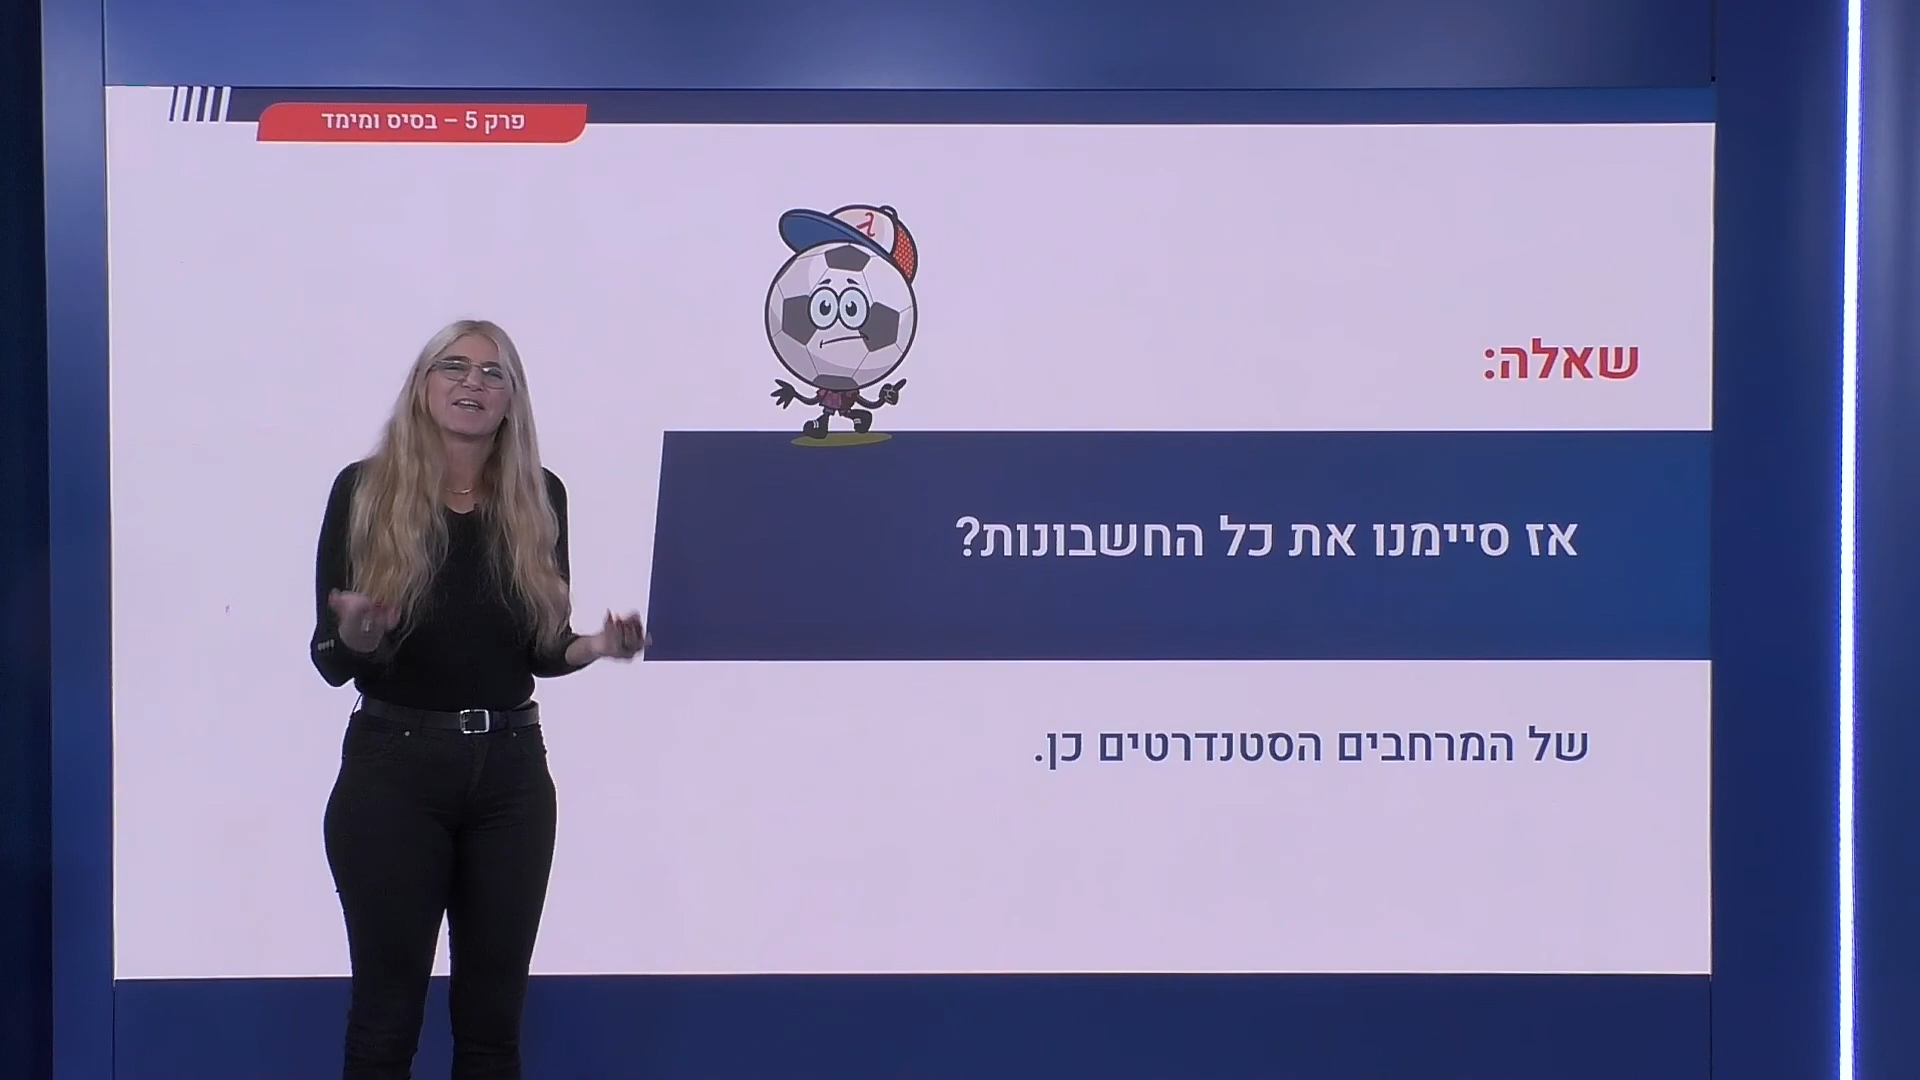 פרק 5 – בסיס ומימד
λ
שאלה:
אז סיימנו את כל החשבונות?
של המרחבים הסטנדרטים כן.